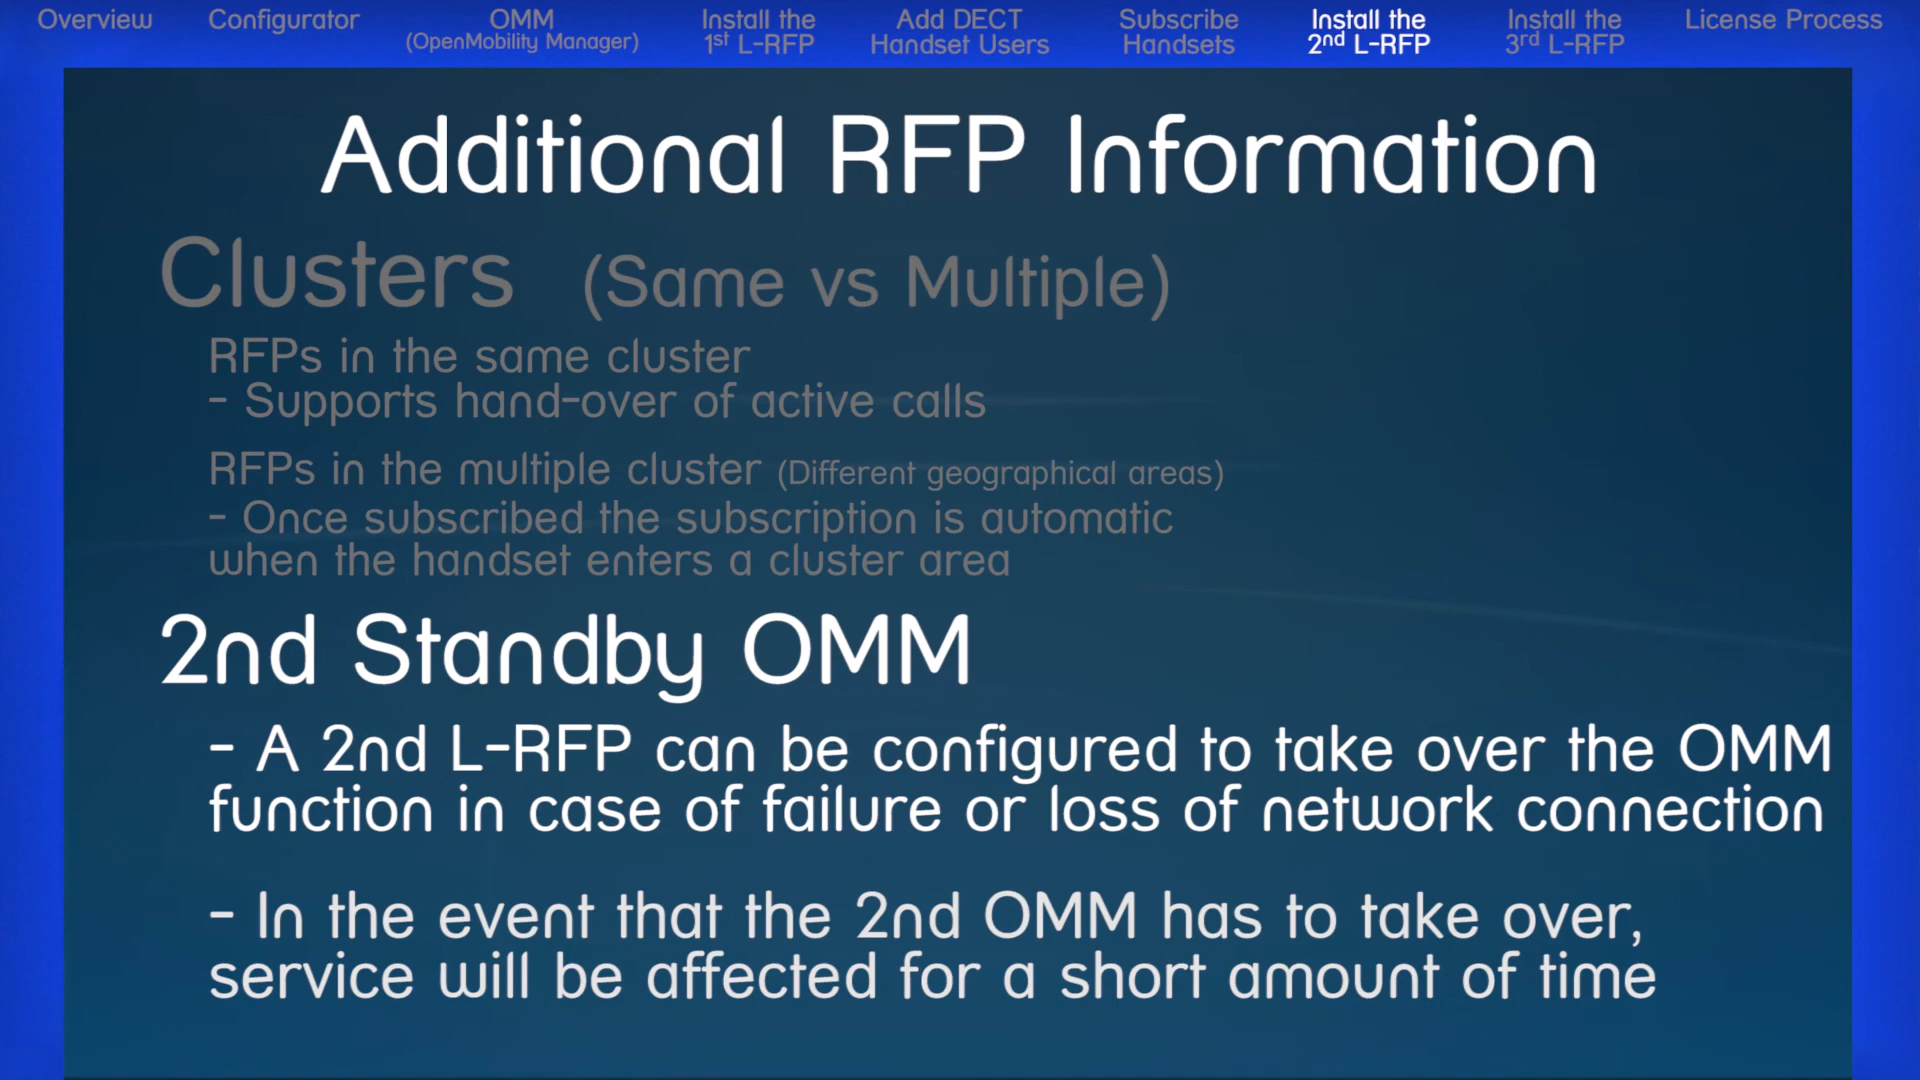 Overview
Configurator
OMM
(OpenMobility Manager)
Install the
1st L-RFP
Add DECT
Handset Users
Subscribe
Handsets
Install the
2nd L-RFP
Install the
3rd L-RFP
License Process
Additional RFP Information
Clusters (Same vs Multiple)
RFPs in the same cluster
- Supports hand-over of active calls
RFPs in the multiple cluster (Different geographical areas)
- Once subscribed the subscription is automatic
when the handset enters a cluster area
2nd Standby OMM
- A 2nd L-RFP can be configured to take over the OMM
function in case of failure or loss of network connection
- In the event that the 2nd OMM has to take over,
service will be affected for a short amount of time